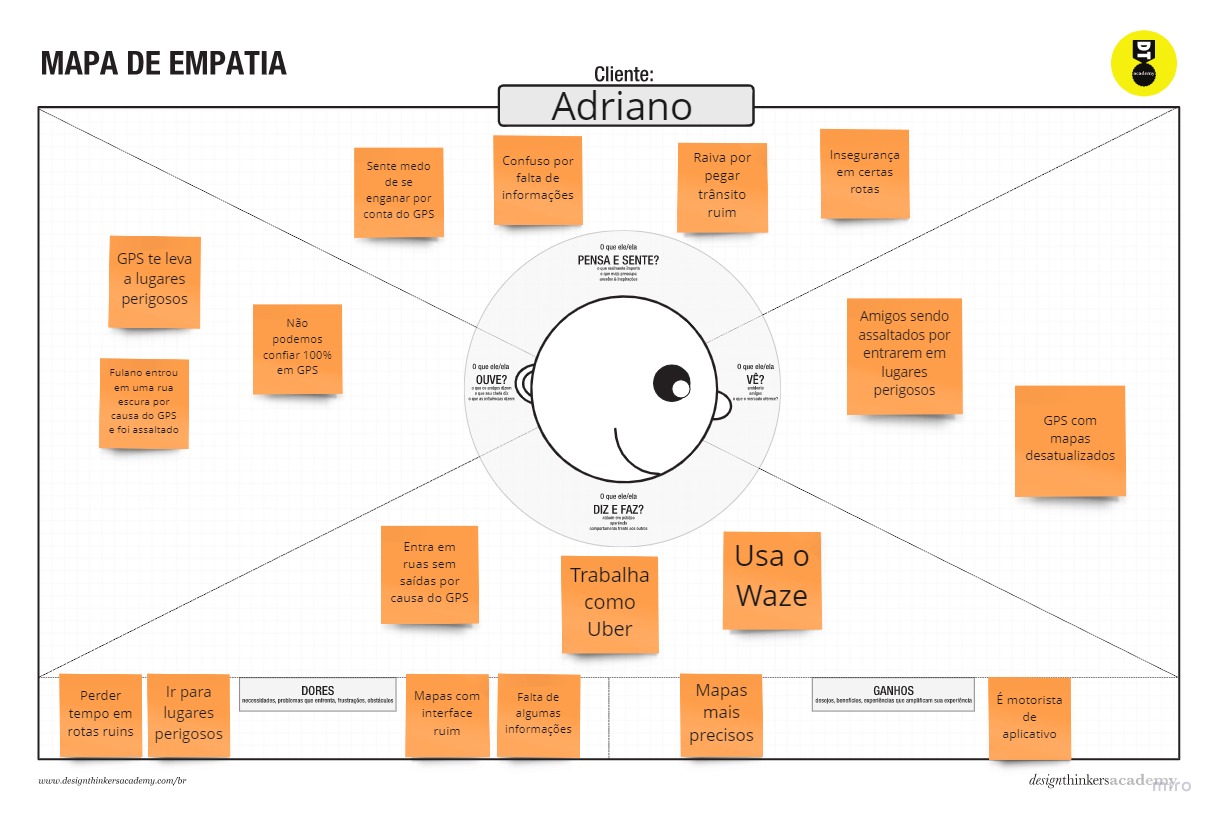 MAPA DE EMPATIA
DT
academy
Cliente:
Adriano
Sente medo
de se
enganar por
conta do GPS
Confuso por
falta de
informações
Raiva por
pegar
trânsito
ruim
Insegurança
em certas
rotas
GPS te leva
a lugares
perigosos
Não
podemos
confiar 100%
em GPS
Fulano entrou
em uma rua
escura por
causa do GPS
e foi assaltado
O que ele/ela
PENSA E SENTE?
o que realmente importa
o que mais preocupa
anseios & inspirações
O que ele/ela
OUVE?
o que os amigos dizem
o que seu chefe diz
o que as influências dizem
O que ele/ela
VÊ?
ambiente
amigos
o que o mercado oferece?
Amigos sendo
assaltados por
entrarem em
lugares
perigosos
GPS com
mapas
desatualizados
O que ele/ela
DIZ E FAZ?
atitude em público
aparência
comportamento frente aos outros
Entra em
ruas sem
saídas por
causa do GPS
Trabalha
como
Uber
Usa o
Waze
Perder
tempo em
rotas ruins
Ir para
lugares
perigosos
DORES
necessidades, problemas que enfrenta, frustrações, obstáculos
Mapas com
interface
ruim
Falta de
algumas
informações
Mapas
mais
precisos
GANHOS
desejos, benefícios, experiências que amplificam sua experiência
É motorista
de
aplicativo
www.designthinkersacademy.com/br
designthinkersacademy
miro